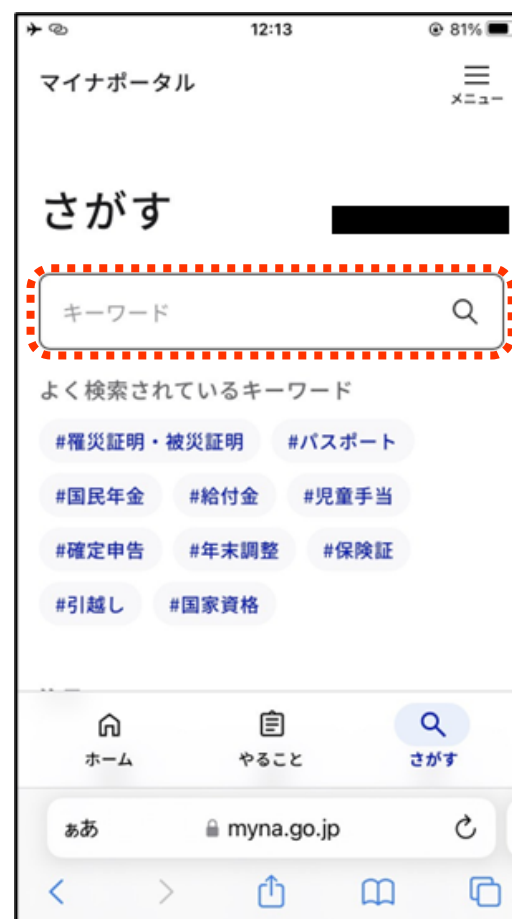 12:13 81%
マイナポータル
メニュー
さがす
キーワード
よく検索されているキーワード
#罹災証明・被災証明 #パスポート
#国民年金 #給付金 #児童手当
#確定申告 #年末調整 #保険証
#引越し #国家資格
ホーム やること さがす
ぁあ myna.go.jp